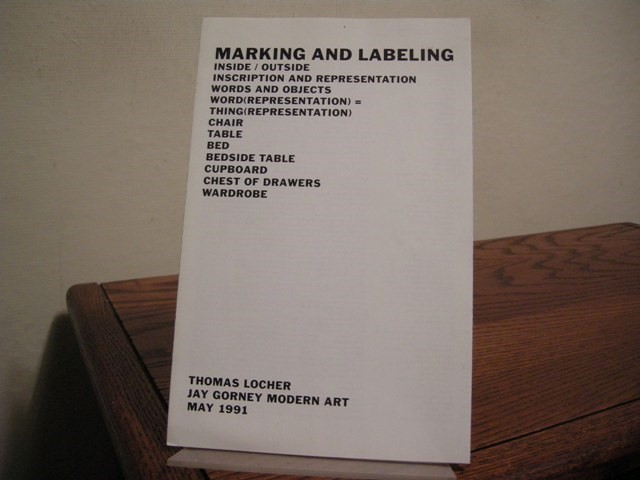 MARKING AND LABELING
INSIDE / OUTSIDE
INSCRIPTION AND REPRESENTATION
WORDS AND OBJECTS
WORD(REPRESENTATION) =
THING(REPRESENTATION)
CHAIR
TABLE
BED
BEDSIDE TABLE
CUPBOARD
CHEST OF DRAWERS
WARDROBE
THOMAS LOCHER
JAY GORNEY MODERN ART
MAY 1991